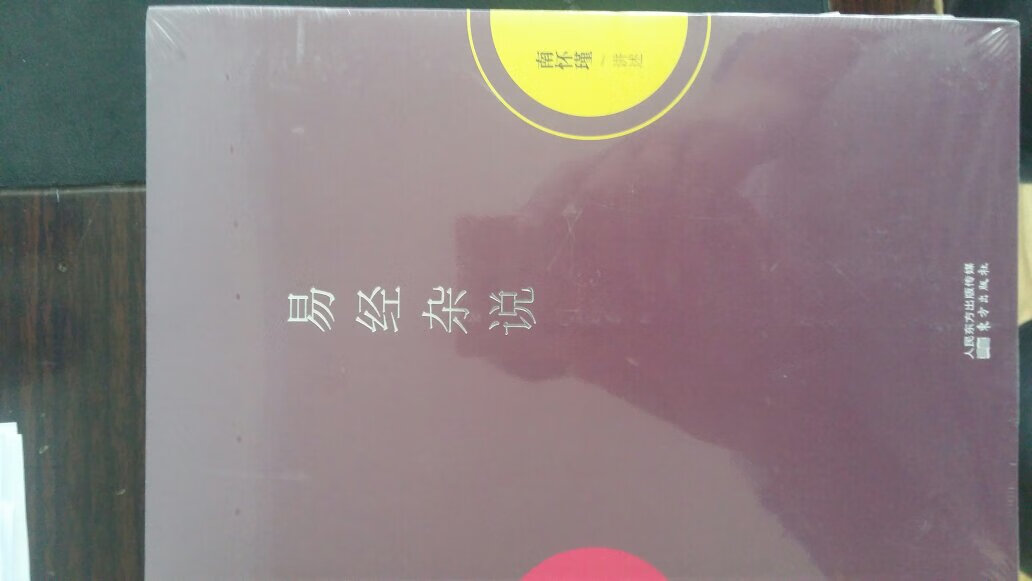 南怀瑾
~讲述
易经杂说
人民东方出版传媒
东方出版社